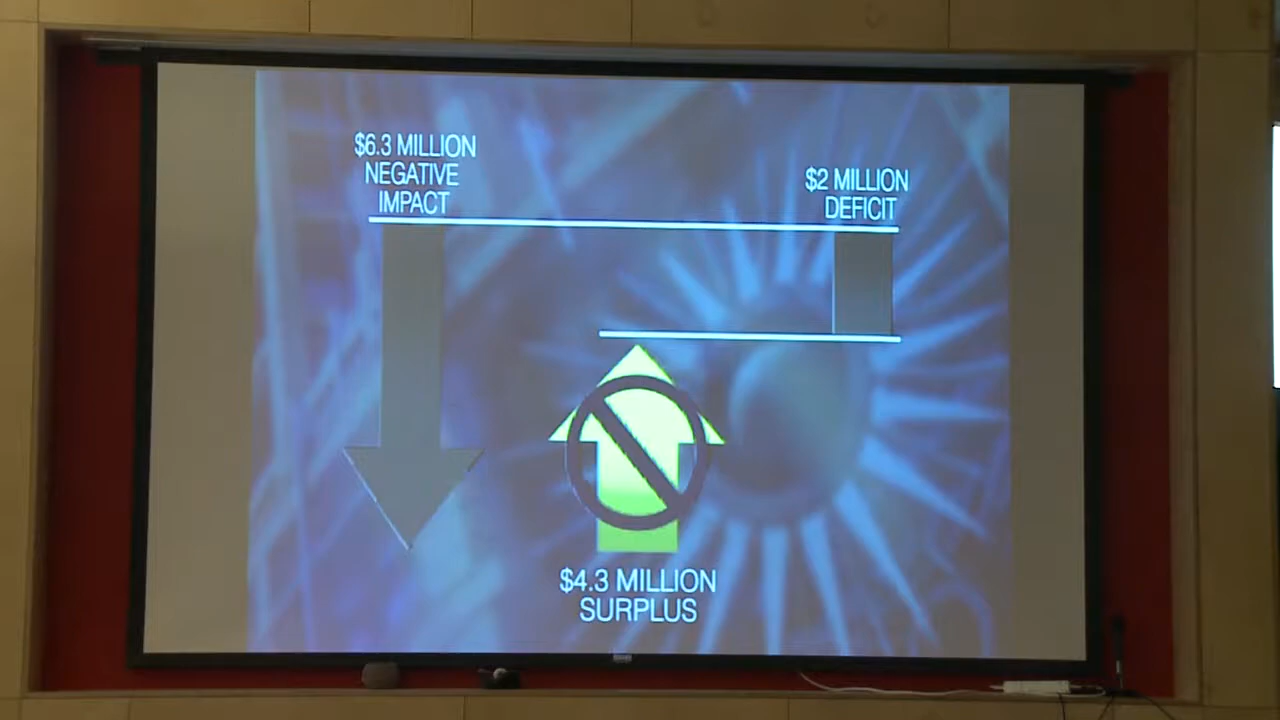 $6.3 MILLION
NEGATIVE
IMPACT
$2 MILLION
DEFICIT
$4.3 MILLION
SURPLUS